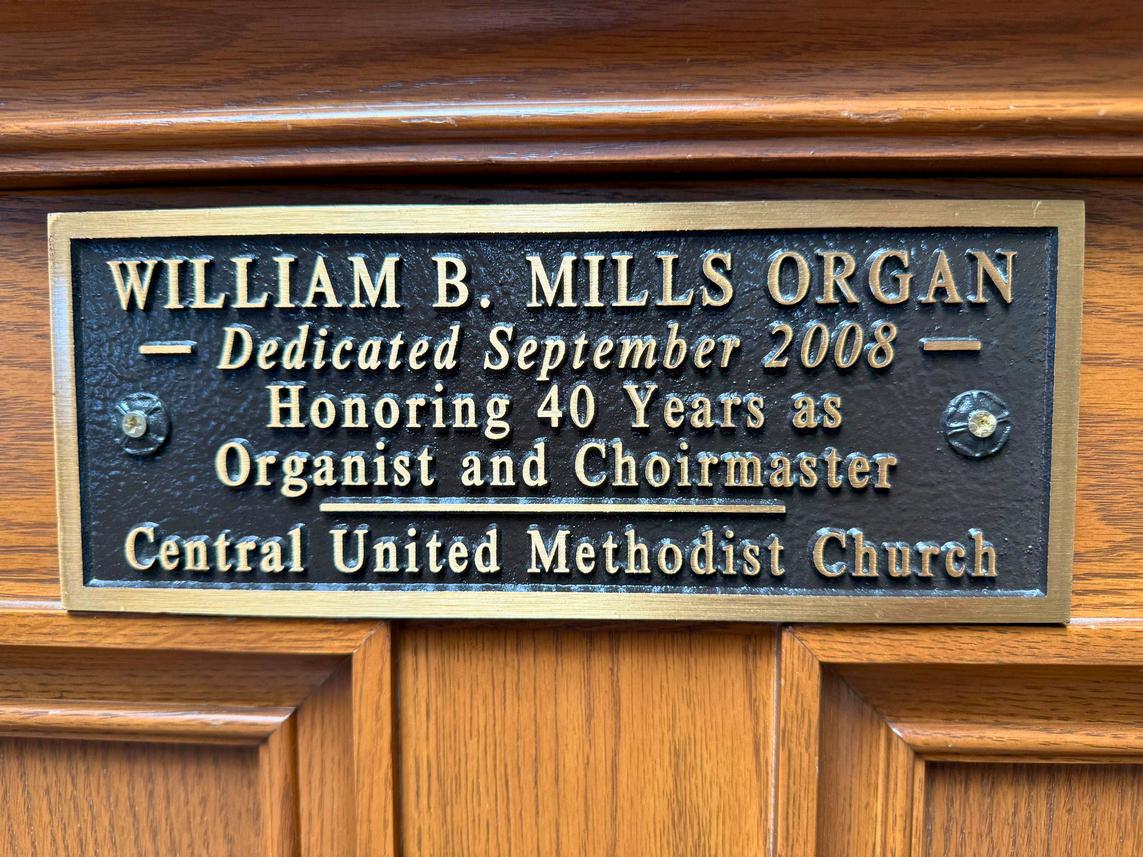 WILLIAM B. MILLS ORGAN
— Dedicated September 2008 —
Honoring 40 Years as
Organist and Choirmaster
Central United Methodist Church